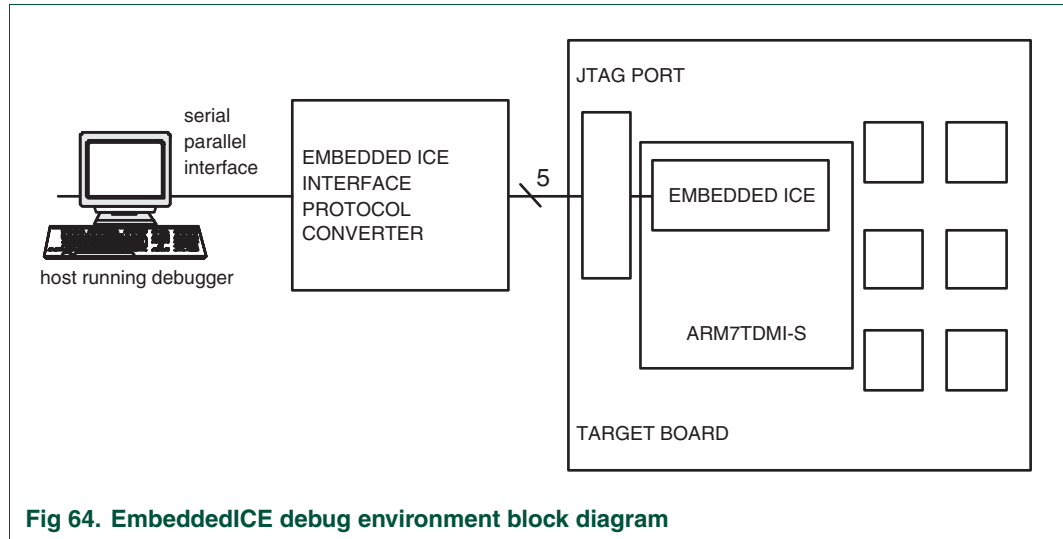 serial
parallel
interface
host running debugger
EMBEDDED ICE
INTERFACE
PROTOCOL
CONVERTER
5
JTAG PORT
EMBEDDED ICE
ARM7TDMI-S
TARGET BOARD
Fig 64. EmbeddedICE debug environment block diagram